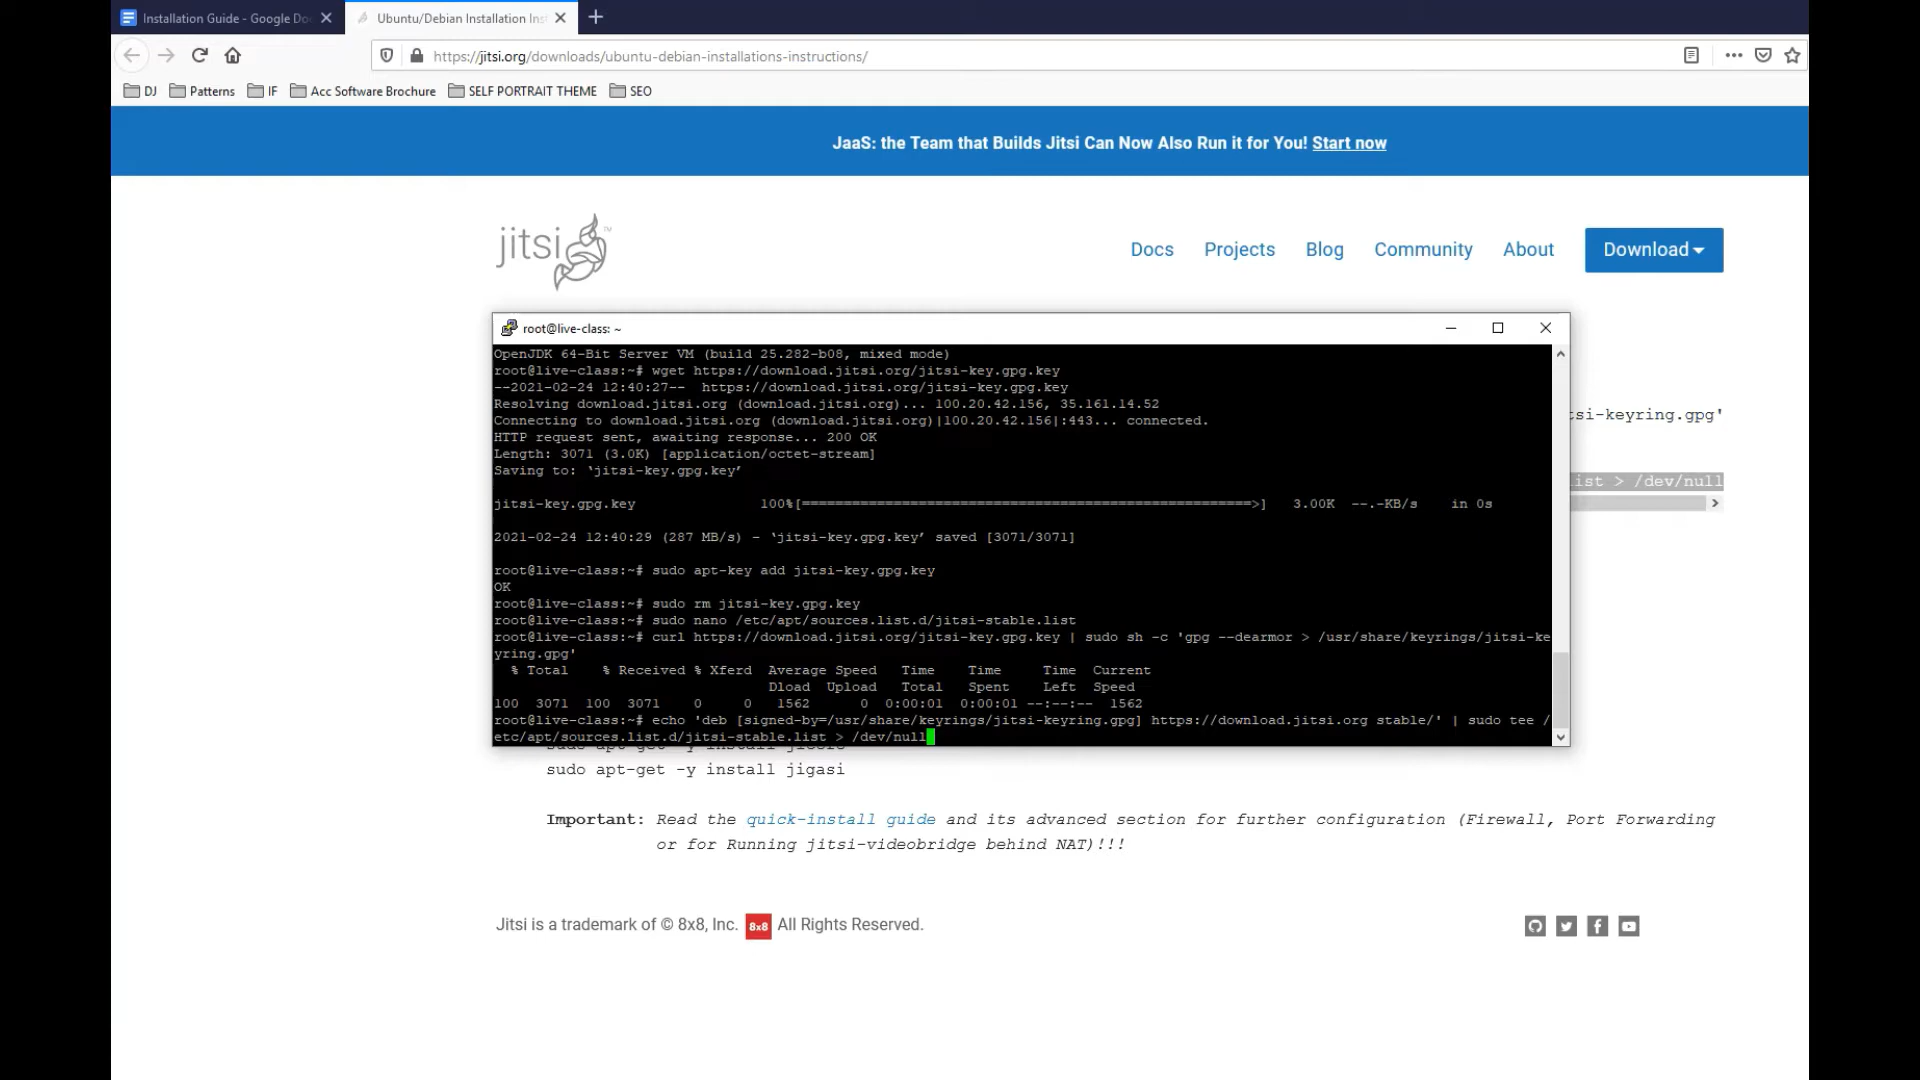 Installation Guide - Google Do
Ubuntu/Debian Installation Ins
https://jitsi.org/downloads/ubuntu-debian-installations-instructions/
DJ
Patterns
IF
Acc Software Brochure
SELF PORTRAIT THEME
SEO
JaaS: the Team that Builds Jitsi Can Now Also Run it for You! Start now
jitsi ™
Docs
Projects
Blog
Community
About
Download
root@live-class: ~
OpenJDK 64-Bit Server VM (build 25.282-b08, mixed mode)
root@live-class:~# wget https://download.jitsi.org/jitsi-key.gpg.key
--2021-02-24 12:40:27-- https://download.jitsi.org/jitsi-key.gpg.key
Resolving download.jitsi.org (download.jitsi.org)... 100.20.42.156, 35.161.14.52
Connecting to download.jitsi.org (download.jitsi.org)|100.20.42.156|:443... connected.
tsi-keyring.gpg'
HTTP request sent, awaiting response... 200 OK
Length: 3071 (3.0K) [application/octet-stream]
Saving to: ‘jitsi-key.gpg.key’
ist > /dev/null
jitsi-key.gpg.key 100%[======================================================>] 3.00K --.-KB/s in 0s
2021-02-24 12:40:29 (287 MB/s) - ‘jitsi-key.gpg.key’ saved [3071/3071]
root@live-class:~# sudo apt-key add jitsi-key.gpg.key
OK
root@live-class:~# sudo rm jitsi-key.gpg.key
root@live-class:~# sudo nano /etc/apt/sources.list.d/jitsi-stable.list
root@live-class:~# curl https://download.jitsi.org/jitsi-key.gpg.key | sudo sh -c 'gpg --dearmor > /usr/share/keyrings/jitsi-ke
yring.gpg'
% Total % Received % Xferd Average Speed Time Time Time Current
Dload Upload Total Spent Left Speed
100 3071 100 3071 0 0 1562 0 0:00:01 0:00:01 --:--:-- 1562
root@live-class:~# echo 'deb [signed-by=/usr/share/keyrings/jitsi-keyring.gpg] https://download.jitsi.org stable/' | sudo tee /
etc/apt/sources.list.d/jitsi-stable.list > /dev/null
sudo apt-get -y install jigasi
Important: Read the quick-install guide and its advanced section for further configuration (Firewall, Port Forwarding
or for Running jitsi-videobridge behind NAT)!!!
Jitsi is a trademark of © 8x8, Inc. 8x8 All Rights Reserved.